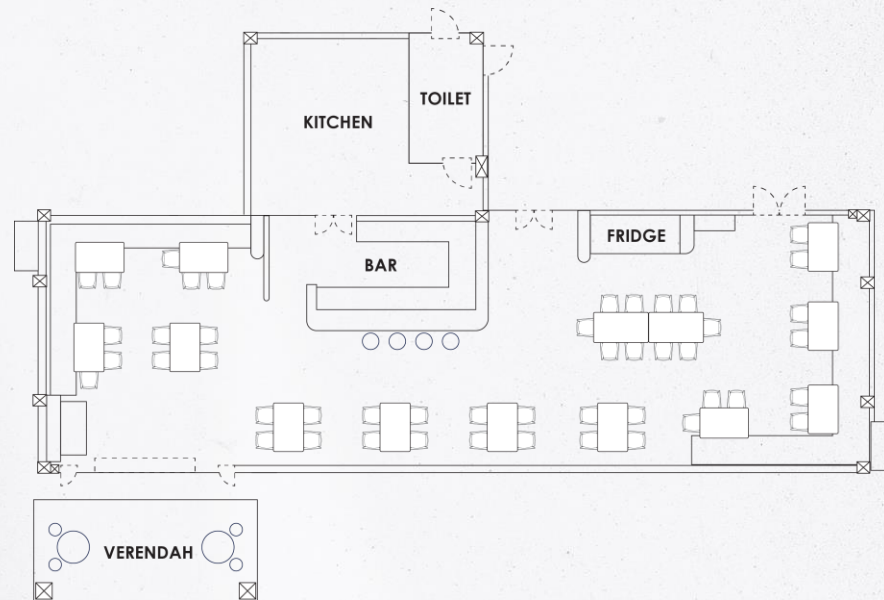 TOILET
KITCHEN
FRIDGE
BAR
VERENDAH